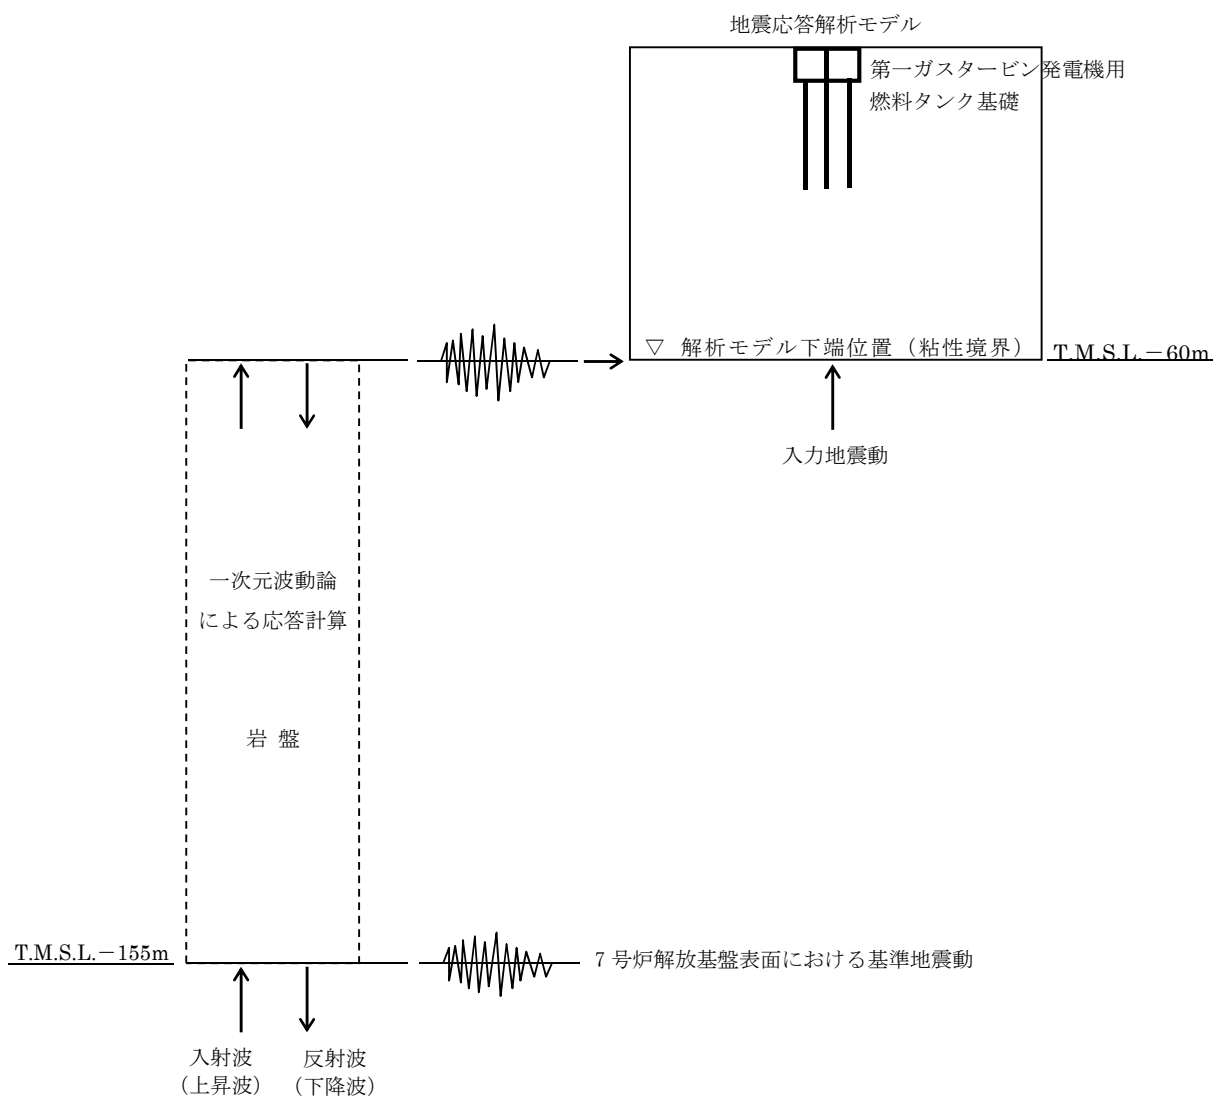 地震応答解析モデル
第一ガスタービン発電機用
燃料タンク基礎
▽ 解析モデル下端位置（粘性境界）
T.M.S.L.－60m
入力地震動
一次元波動論
による応答計算
岩 盤
T.M.S.L.－155m
7 号炉解放基盤表面における基準地震動
入射波
（上昇波）
反射波
（下降波）